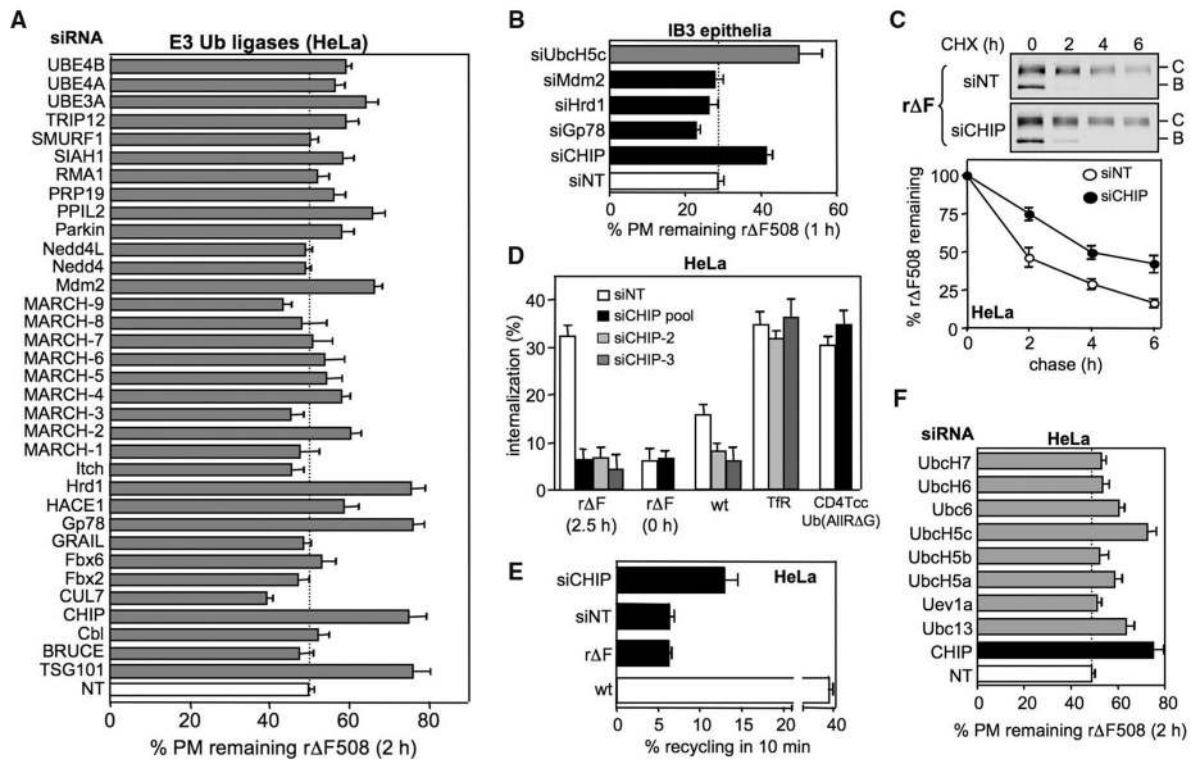 A
siRNA
E3 Ub ligases (HeLa)
UBE4B
UBE4A
UBE3A
TRIP12
SMURF1
SIAH1
RMA1
PRP19
PPIL2
Parkin
Nedd4L
Nedd4
Mdm2
MARCH-9
MARCH-8
MARCH-7
MARCH-6
MARCH-5
MARCH-4
MARCH-3
MARCH-2
MARCH-1
Itch
Hrd1
HACE1
Gp78
GRAIL
Fbx6
Fbx2
CUL7
CHIP
Cbl
BRUCE
TSG101
NT
0 20 40 60 80
% PM remaining rΔF508 (2 h)
B
IB3 epithelia
siUbcH5c
siMdm2
siHrd1
siGp78
siCHIP
siNT
0 20 40 60
% PM remaining rΔF508 (1 h)
C
CHX (h) 0 2 4 6
rΔF
siNT
C
B
siCHIP
C
B
% rΔF508 remaining
100
75
50
25
0
siNT
siCHIP
HeLa
0 2 4 6
chase (h)
D
HeLa
internalization (%)
40
30
20
10
0
siNT
siCHIP pool
siCHIP-2
siCHIP-3
rΔF (2.5 h)
rΔF (0 h)
wt
TfR
CD4Tcc Ub(AllRΔG)
E
HeLa
siCHIP
siNT
rΔF
wt
0 5 10 15 20 40
% recycling in 10 min
F
siRNA
HeLa
UbcH7
UbcH6
Ubc6
UbcH5c
UbcH5b
UbcH5a
Uev1a
Ubc13
CHIP
NT
0 20 40 60 80
% PM remaining rΔF508 (2 h)